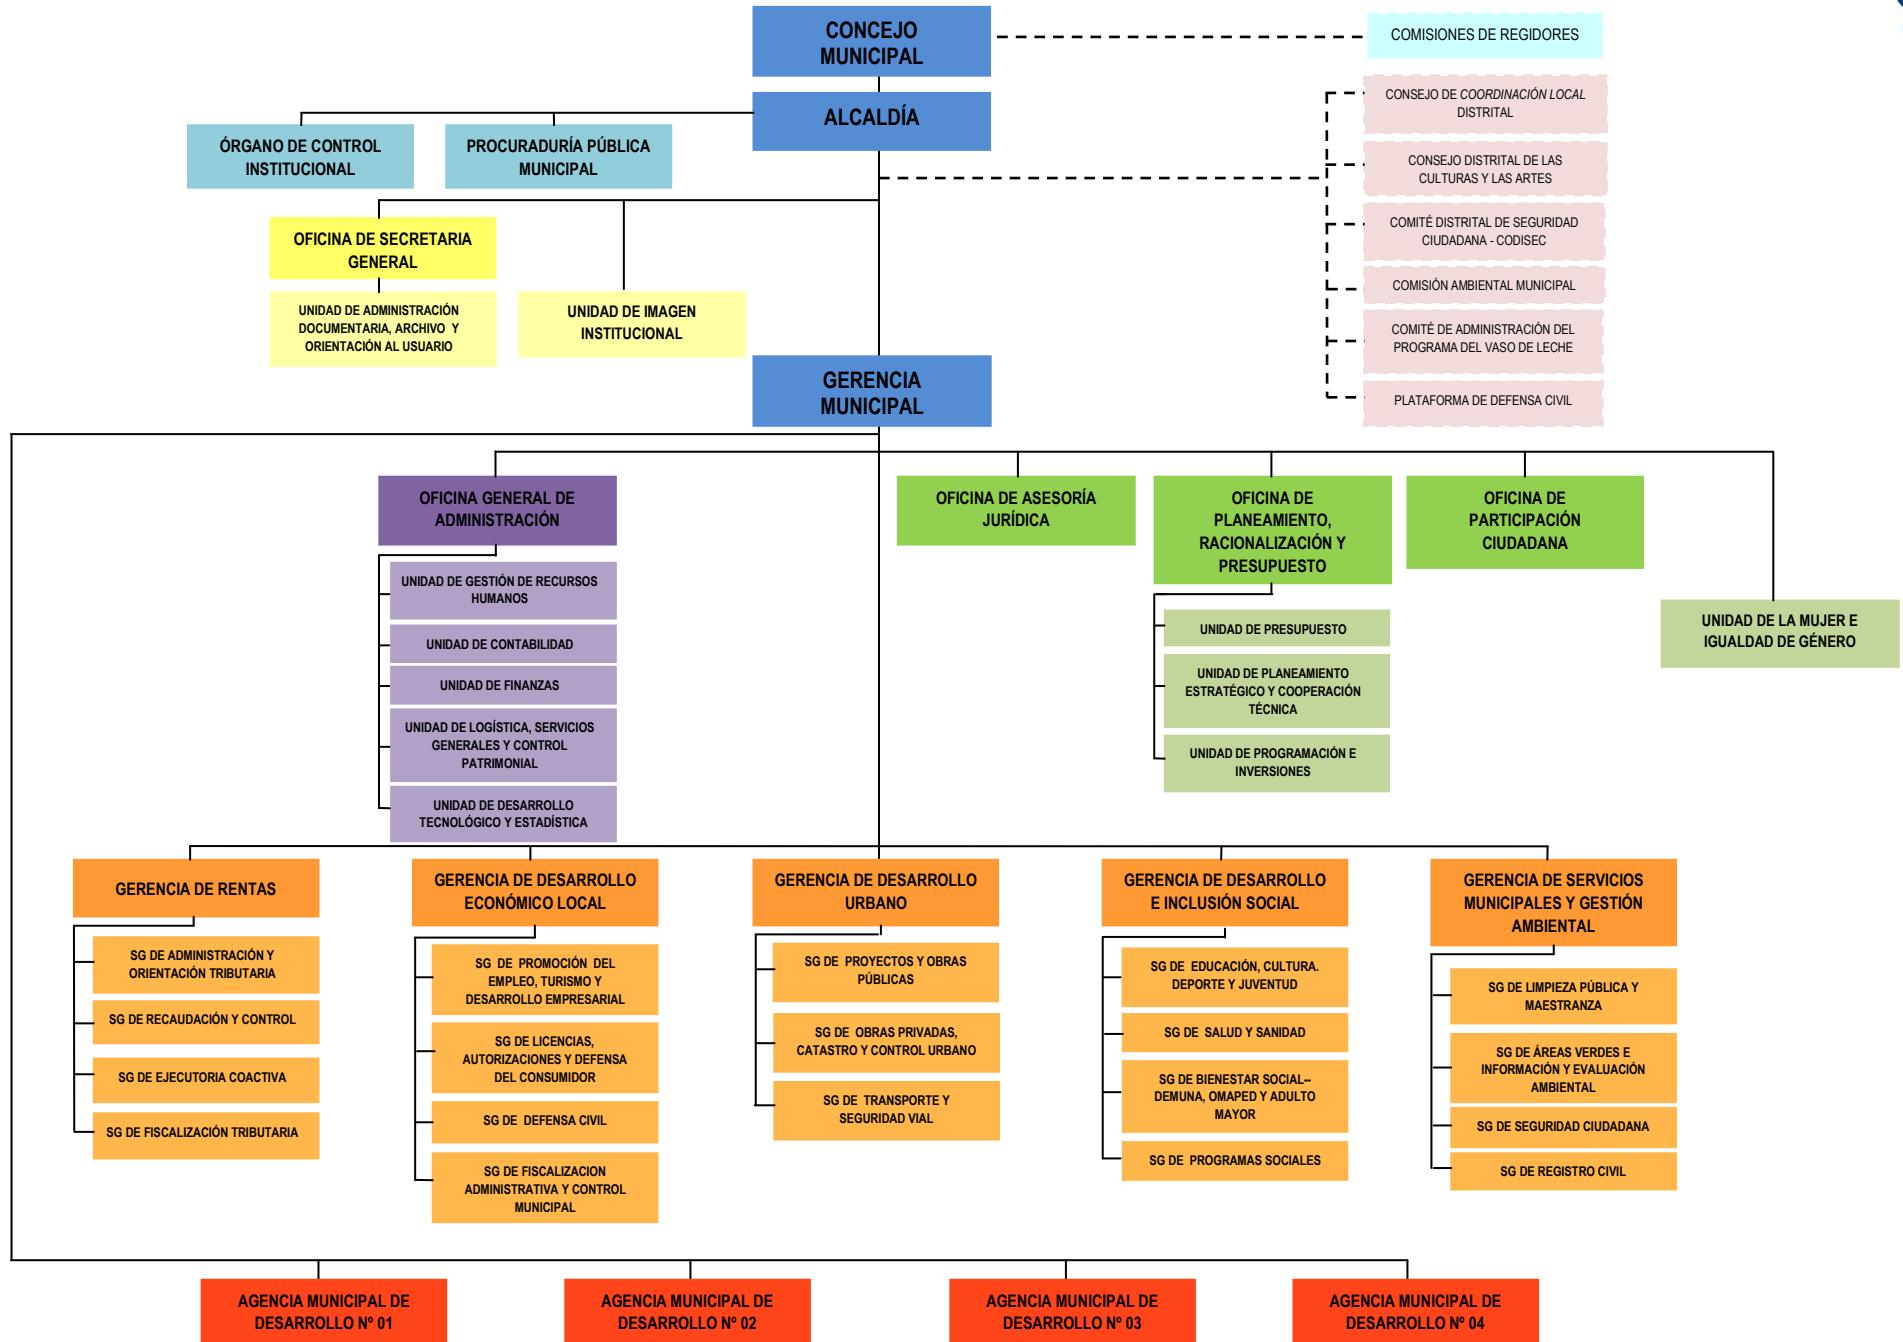 CONCEJO
MUNICIPAL
COMISIONES DE REGIDORES
ALCALDÍA
CONSEJO DE COORDINACIÓN LOCAL
DISTRITAL
ÓRGANO DE CONTROL
INSTITUCIONAL
PROCURADURÍA PÚBLICA
MUNICIPAL
CONSEJO DISTRITAL DE LAS
CULTURAS Y LAS ARTES
COMITÉ DISTRITAL DE SEGURIDAD
CIUDADANA - CODISEC
COMISIÓN AMBIENTAL MUNICIPAL
COMITÉ DE ADMINISTRACIÓN DEL
PROGRAMA DEL VASO DE LECHE
PLATAFORMA DE DEFENSA CIVIL
OFICINA DE SECRETARIA
GENERAL
UNIDAD DE ADMINISTRACIÓN
DOCUMENTARIA, ARCHIVO Y
ORIENTACIÓN AL USUARIO
UNIDAD DE IMAGEN
INSTITUCIONAL
GERENCIA
MUNICIPAL
OFICINA GENERAL DE
ADMINISTRACIÓN
UNIDAD DE GESTIÓN DE RECURSOS
HUMANOS
UNIDAD DE CONTABILIDAD
UNIDAD DE FINANZAS
UNIDAD DE LOGÍSTICA, SERVICIOS
GENERALES Y CONTROL
PATRIMONIAL
UNIDAD DE DESARROLLO
TECNOLÓGICO Y ESTADÍSTICA
OFICINA DE ASESORÍA
JURÍDICA
OFICINA DE
PLANEAMIENTO,
RACIONALIZACIÓN Y
PRESUPUESTO
UNIDAD DE PRESUPUESTO
UNIDAD DE PLANEAMIENTO
ESTRATÉGICO Y COOPERACIÓN
TÉCNICA
UNIDAD DE PROGRAMACIÓN E
INVERSIONES
OFICINA DE
PARTICIPACIÓN
CIUDADANA
UNIDAD DE LA MUJER E
IGUALDAD DE GÉNERO
GERENCIA DE RENTAS
SG DE ADMINISTRACIÓN Y
ORIENTACIÓN TRIBUTARIA
SG DE RECAUDACIÓN Y CONTROL
SG DE EJECUTORIA COACTIVA
SG DE FISCALIZACIÓN TRIBUTARIA
GERENCIA DE DESARROLLO
ECONÓMICO LOCAL
SG DE PROMOCIÓN DEL
EMPLEO, TURISMO Y
DESARROLLO EMPRESARIAL
SG DE LICENCIAS,
AUTORIZACIONES Y DEFENSA
DEL CONSUMIDOR
SG DE DEFENSA CIVIL
SG DE FISCALIZACION
ADMINISTRATIVA Y CONTROL
MUNICIPAL
GERENCIA DE DESARROLLO
URBANO
SG DE PROYECTOS Y OBRAS
PÚBLICAS
SG DE OBRAS PRIVADAS,
CATASTRO Y CONTROL URBANO
SG DE TRANSPORTE Y
SEGURIDAD VIAL
GERENCIA DE DESARROLLO
E INCLUSIÓN SOCIAL
SG DE EDUCACIÓN, CULTURA.
DEPORTE Y JUVENTUD
SG DE SALUD Y SANIDAD
SG DE BIENESTAR SOCIAL--
DEMUNA, OMAPED Y ADULTO
MAYOR
SG DE PROGRAMAS SOCIALES
GERENCIA DE SERVICIOS
MUNICIPALES Y GESTIÓN
AMBIENTAL
SG DE LIMPIEZA PÚBLICA Y
MAESTRANZA
SG DE ÁREAS VERDES E
INFORMACIÓN Y EVALUACIÓN
AMBIENTAL
SG DE SEGURIDAD CIUDADANA
SG DE REGISTRO CIVIL
AGENCIA MUNICIPAL DE
DESARROLLO Nº 01
AGENCIA MUNICIPAL DE
DESARROLLO Nº 02
AGENCIA MUNICIPAL DE
DESARROLLO Nº 03
AGENCIA MUNICIPAL DE
DESARROLLO Nº 04